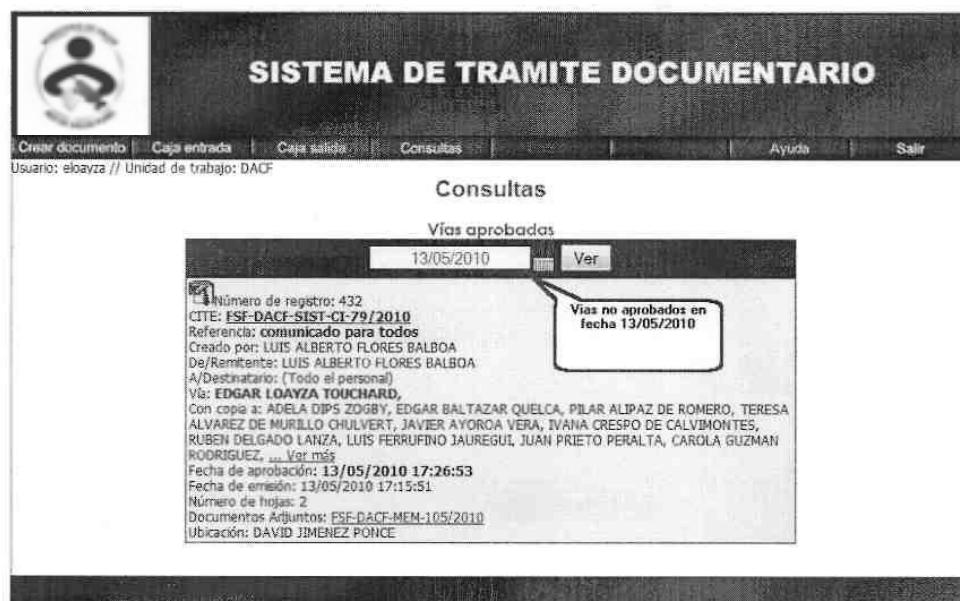 SISTEMA DE TRAMITE DOCUMENTARIO
Crear documento Caja entrada Caja salida Consultas Ayuda Salir
Usuario: eloayza // Unidad de trabajo: DACF
Consultas
Vías aprobadas
13/05/2010 Ver
Vias no aprobados en
fecha 13/05/2010
Número de registro: 432
CITE: FSF-DACF-SIST-CI-79/2010
Referencia: comunicado para todos
Creado por: LUIS ALBERTO FLORES BALBOA
De/Remitente: LUIS ALBERTO FLORES BALBOA
A/Destinatario: (Todo el personal)
Vía: EDGAR LOAYZA TOUCHARD,
Con copia a: ADELA DIPS ZOGBY, EDGAR BALTAZAR QUELCA, PILAR ALIPAZ DE ROMERO, TERESA
ALVAREZ DE MURILLO CHULVERT, JAVIER AYOROA VERA, IVANA CRESPO DE CALVIMONTES,
RUBEN DELGADO LANZA, LUIS FERRUFINO JAUREGUI, JUAN PRIETO PERALTA, CAROLA GUZMAN
RODRIGUEZ, ... Ver más
Fecha de aprobación: 13/05/2010 17:26:53
Fecha de emisión: 13/05/2010 17:15:51
Número de hojas: 2
Documentos Adjuntos: FSF-DACF-MEM-105/2010
Ubicación: DAVID JIMENEZ PONCE